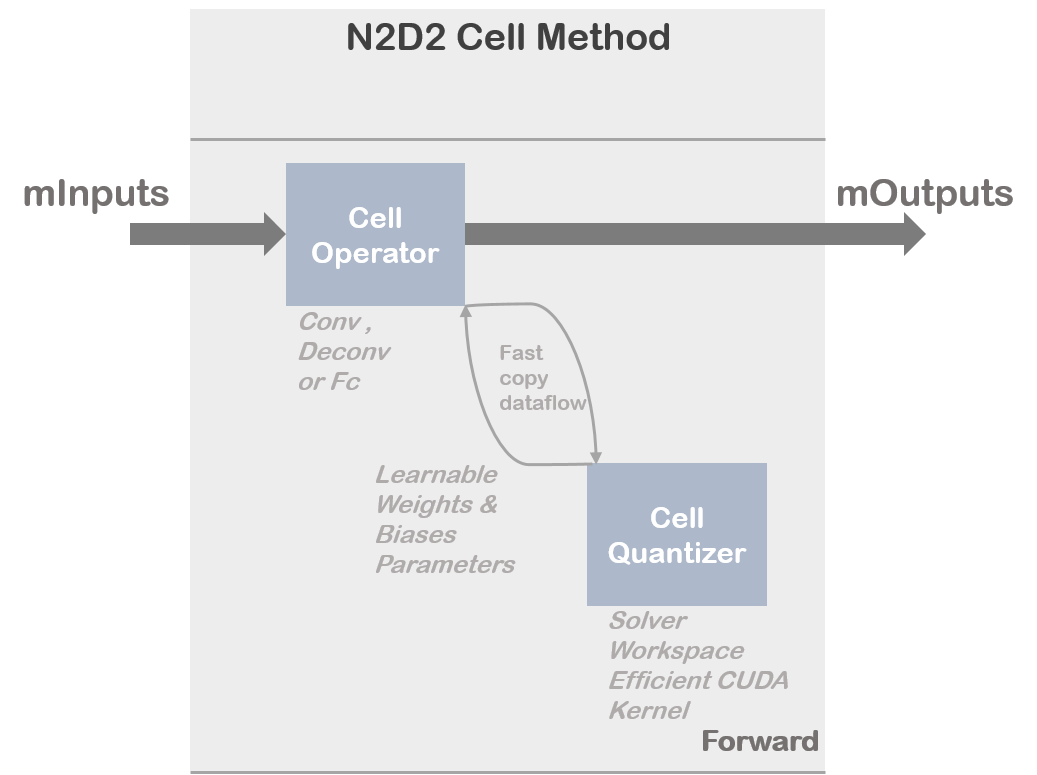 N2D2 Cell Method
mInputs
mOutputs
Cell
Operator
Conv ,
Deconv
or Fc
Fast
copy
dataflow
Learnable
Weights &
Biases
Parameters
Cell
Quantizer
Solver
Workspace
Efficient CUDA
Kernel
Forward